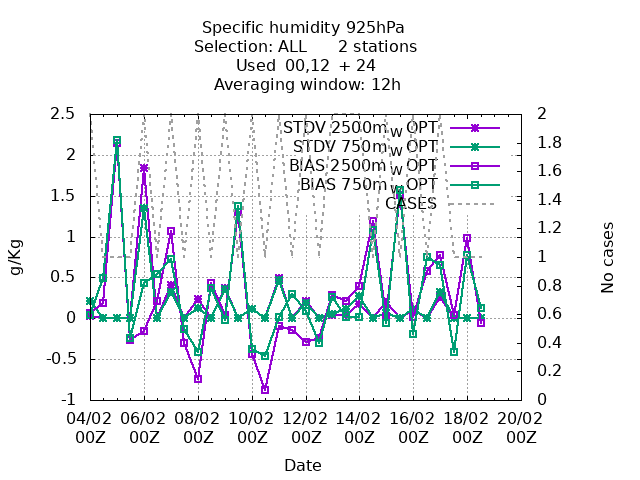 Specific humidity 925hPa
Selection: ALL 2 stations
Used 00,12 + 24
Averaging window: 12h
STDV 2500m_W OPT
STDV 750m_W OPT
BIAS 2500m_W OPT
BIAS 750m_W OPT
CASES
2.5
2
1.5
1
0.5
0
-0.5
-1
g/Kg
2
1.8
1.6
1.4
1.2
1
0.8
0.6
0.4
0.2
0
No cases
04/02 06/02 08/02 10/02 12/02 14/02 16/02 18/02 20/02
00Z 00Z 00Z 00Z 00Z 00Z 00Z 00Z 00Z
Date